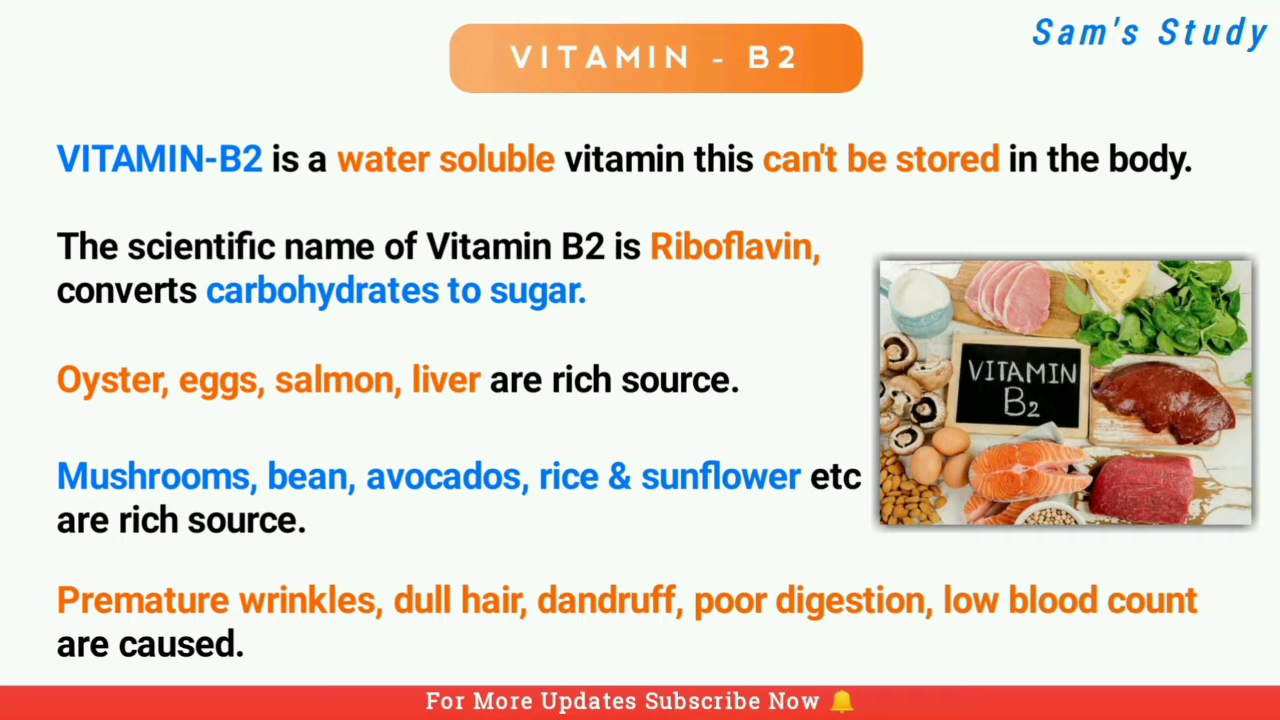 Sam's Study
VITAMIN - B2
VITAMIN-B2 is a water soluble vitamin this can't be stored in the body.
The scientific name of Vitamin B2 is Riboflavin,
converts carbohydrates to sugar.
Oyster, eggs, salmon, liver are rich source.
VITAMIN
B2
Mushrooms, bean, avocados, rice & sunflower etc
are rich source.
Premature wrinkles, dull hair, dandruff, poor digestion, low blood count
are caused.
For More Updates Subscribe Now 🔔